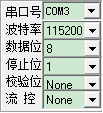 串口号 COM3
波特率 115200
数据位 8
停止位 1
校验位 None
流 控 None